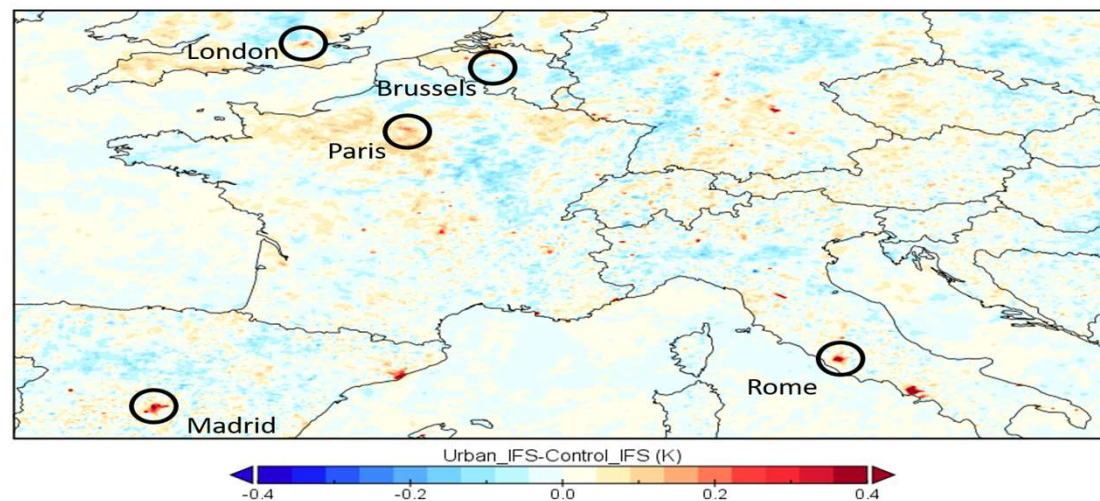 London
Brussels
Paris
Rome
Madrid
Urban_IFS-Control_IFS (K)
-0.4 -0.2 0.0 0.2 0.4